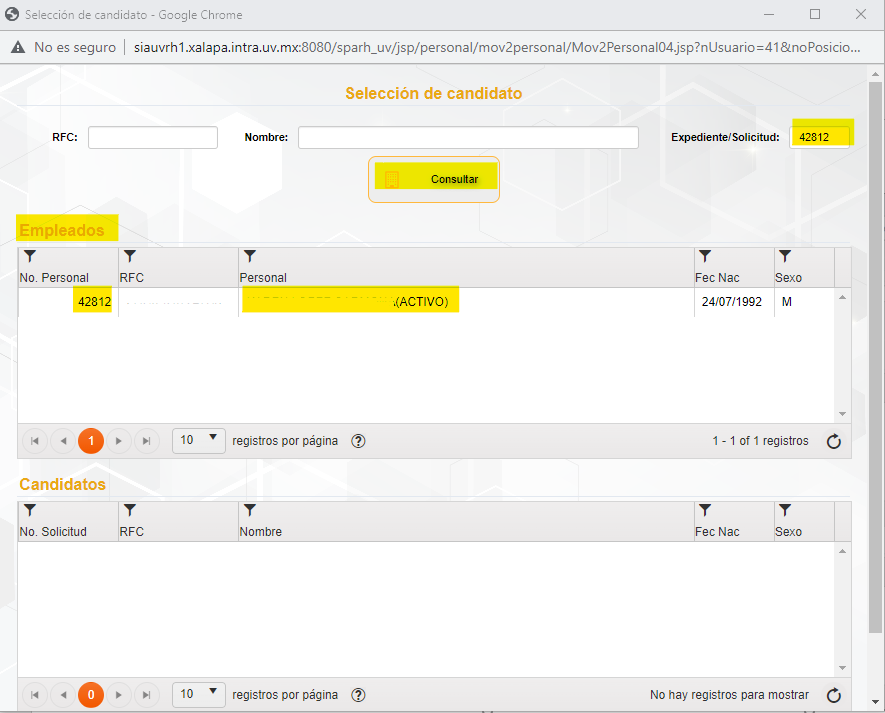 Selección de candidato - Google Chrome
No es seguro | siauvrh1.xalapa.intra.uv.mx:8080/sparh_uv/jsp/personal/mov2personal/Mov2Personal04.jsp?nUsuario=41&noPosicio...
Selección de candidato
RFC: Nombre: Expediente/Solicitud: 42812
Consultar
Empleados
No. Personal RFC Personal Fec Nac Sexo
42812 .(ACTIVO) 24/07/1992 M
1 10 registros por página ? 1 - 1 of 1 registros
Candidatos
No. Solicitud RFC Nombre Fec Nac Sexo
0 10 registros por página ? No hay registros para mostrar